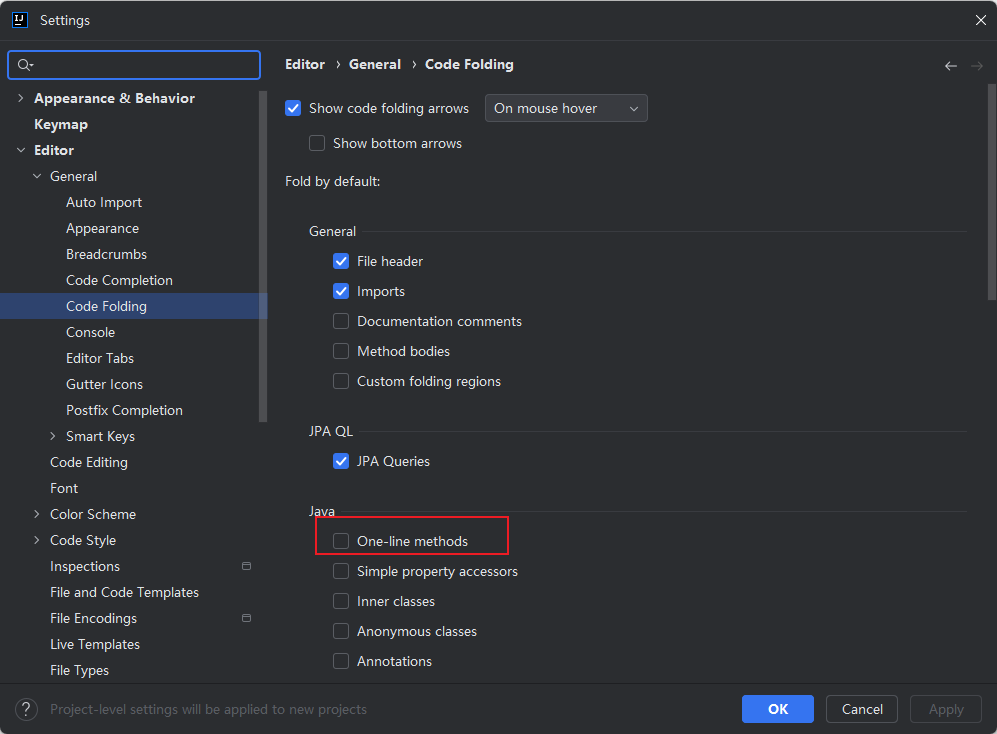 IJ
Settings
Appearance & Behavior
Keymap
Editor
General
Auto Import
Appearance
Breadcrumbs
Code Completion
Code Folding
Console
Editor Tabs
Gutter Icons
Postfix Completion
Smart Keys
Code Editing
Font
Color Scheme
Code Style
Inspections
File and Code Templates
File Encodings
Live Templates
File Types
Editor › General › Code Folding
Show code folding arrows On mouse hover
Show bottom arrows
Fold by default:
General
File header
Imports
Documentation comments
Method bodies
Custom folding regions
JPA QL
JPA Queries
Java
One-line methods
Simple property accessors
Inner classes
Anonymous classes
Annotations
? Project-level settings will be applied to new projects
OK Cancel Apply